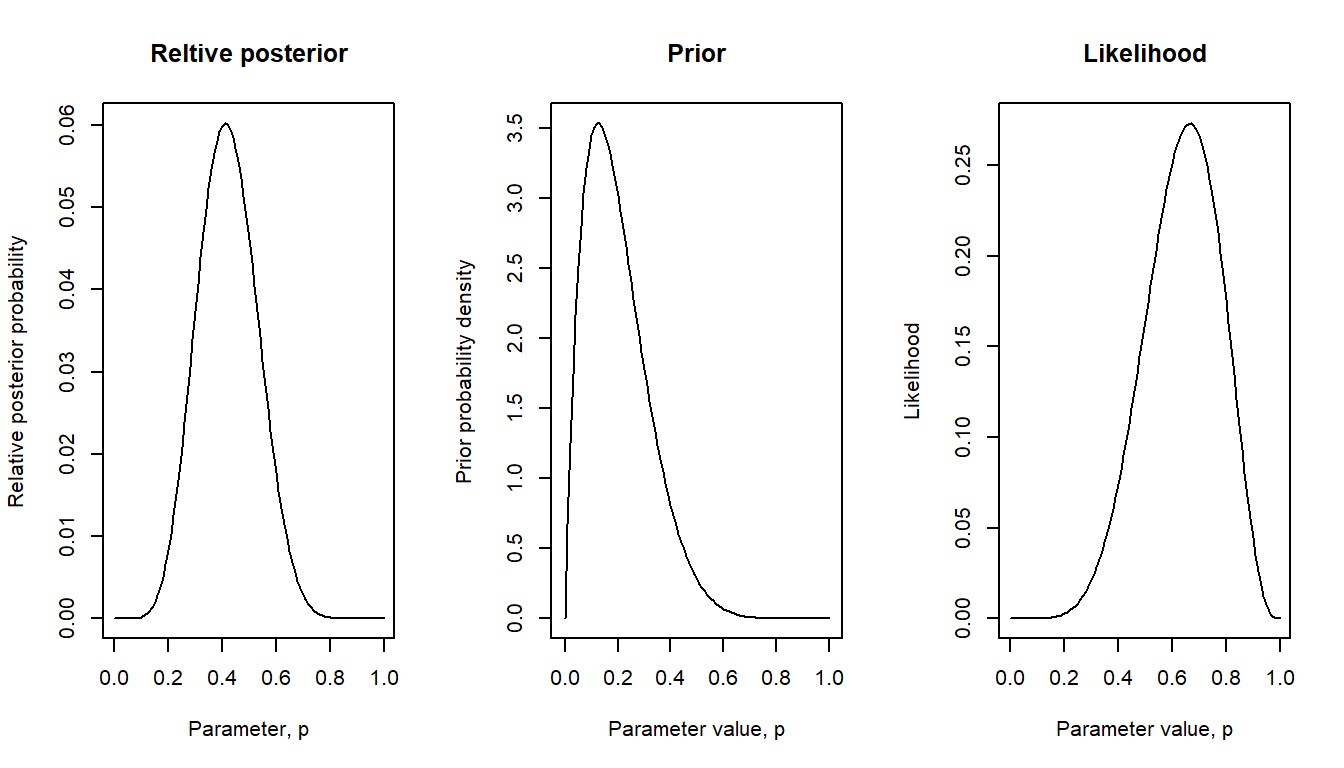 Reltive posterior
Relative posterior probability
0.06
0.05
0.04
0.03
0.02
0.01
0.00
0.0 0.2 0.4 0.6 0.8 1.0
Parameter, p
Prior
Prior probability density
3.5
3.0
2.5
2.0
1.5
1.0
0.5
0.0
0.0 0.2 0.4 0.6 0.8 1.0
Parameter value, p
Likelihood
Likelihood
0.25
0.20
0.15
0.10
0.05
0.00
0.0 0.2 0.4 0.6 0.8 1.0
Parameter value, p